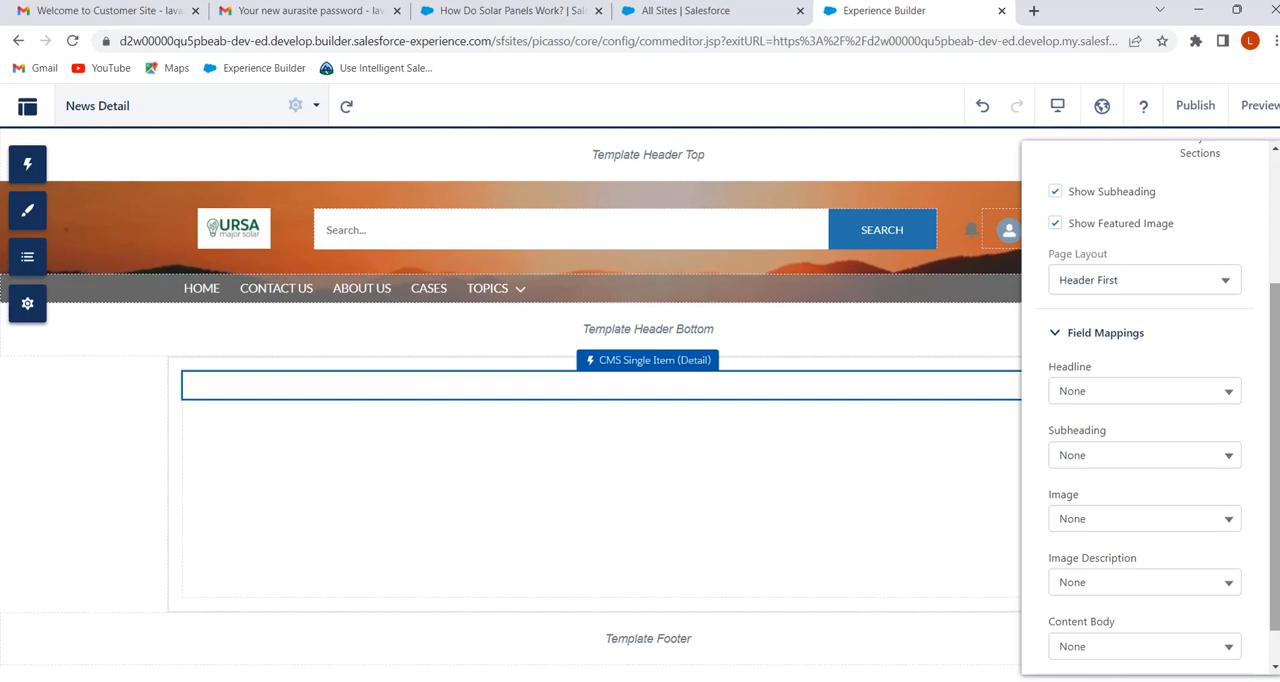 Welcome to Customer Site - lava
Your new aurasite password - lav
How Do Solar Panels Work? | Sal
All Sites | Salesforce
Experience Builder
d2w00000qu5pbeab-dev-ed.develop.builder.salesforce-experience.com/sfsites/picasso/core/config/commeditor.jsp?exitURL=https%3A%2F%2Fd2w00000qu5pbeab-dev-ed.develop.my.salesf...
L
Gmail
YouTube
Maps
Experience Builder
Use Intelligent Sale...
News Detail
?
Publish
Preview
Template Header Top
Sections
URSA
major solar
Search...
SEARCH
Show Subheading
Show Featured Image
Page Layout
Header First
HOME
CONTACT US
ABOUT US
CASES
TOPICS
Template Header Bottom
Field Mappings
CMS Single Item (Detail)
Headline
None
Subheading
None
Image
None
Image Description
None
Content Body
None
Template Footer